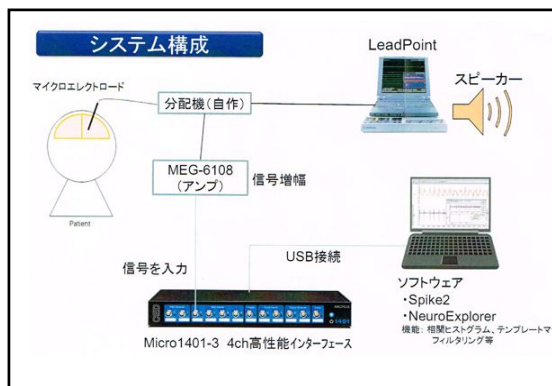 システム構成
LeadPoint
スピーカー
マイクロエレクトロード
分配機(自作)
MEG-6108
(アンプ)
信号増幅
Patient
信号を入力
USB接続
ソフトウェア
・Spike2
・NeuroExplorer
機能: 相関ヒストグラム、テンプレートマ
フィルタリング等
1401
Micro1401-3 4ch高性能インターフェース